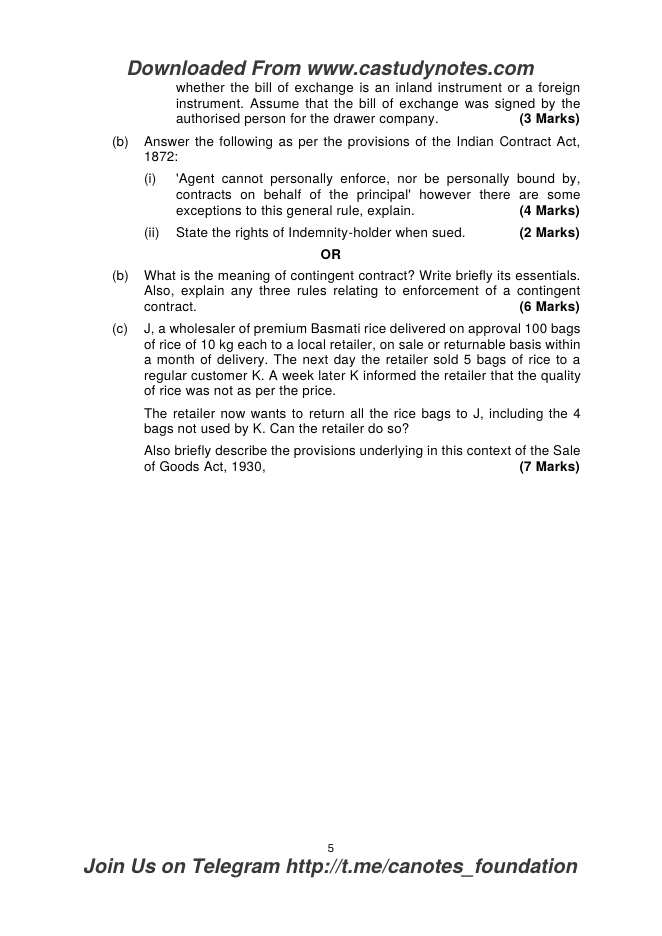 Downloaded From www.castudynotes.com
whether the bill of exchange is an inland instrument or a foreign
instrument. Assume that the bill of exchange was signed by the
authorised person for the drawer company. (3 Marks)
(b) Answer the following as per the provisions of the Indian Contract Act,
1872:
(i) 'Agent cannot personally enforce, nor be personally bound by,
contracts on behalf of the principal' however there are some
exceptions to this general rule, explain. (4 Marks)
(ii) State the rights of Indemnity-holder when sued. (2 Marks)
OR
(b) What is the meaning of contingent contract? Write briefly its essentials.
Also, explain any three rules relating to enforcement of a contingent
contract. (6 Marks)
(c) J, a wholesaler of premium Basmati rice delivered on approval 100 bags
of rice of 10 kg each to a local retailer, on sale or returnable basis within
a month of delivery. The next day the retailer sold 5 bags of rice to a
regular customer K. A week later K informed the retailer that the quality
of rice was not as per the price.
The retailer now wants to return all the rice bags to J, including the 4
bags not used by K. Can the retailer do so?
Also briefly describe the provisions underlying in this context of the Sale
of Goods Act, 1930, (7 Marks)
5
Join Us on Telegram http://t.me/canotes_foundation